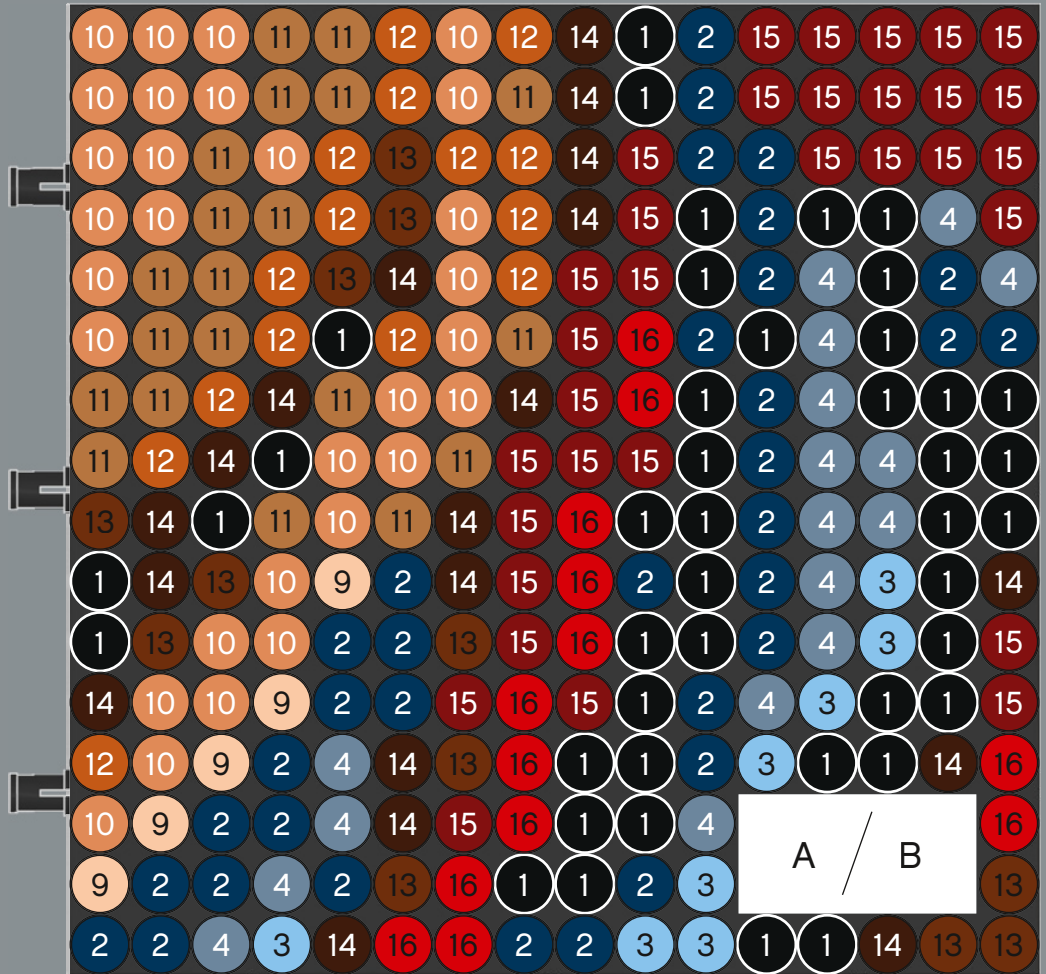 10 10 10 11 11 12 10 12 14 1 2 15 15 15 15 15
10 10 10 11 11 12 10 11 14 1 2 15 15 15 15 15
10 10 11 10 12 13 12 12 14 15 2 2 15 15 15 15
10 10 11 11 12 13 10 12 14 15 1 2 1 1 4 15
10 11 11 12 13 14 10 12 15 15 1 2 4 1 2 4
10 11 11 12 1 12 10 11 15 16 2 1 4 1 2 2
11 11 12 14 11 10 10 14 15 16 1 2 4 1 1 1
11 12 14 1 10 10 11 15 15 15 1 2 4 4 1 1
13 14 1 11 10 11 14 15 16 1 1 2 4 4 1 1
1 14 13 10 9 2 14 15 16 2 1 2 4 3 1 14
1 13 10 10 2 2 13 15 16 1 1 2 4 3 1 15
14 10 10 9 2 2 15 16 15 1 2 4 3 1 1 15
12 10 9 2 4 14 13 16 1 1 2 3 1 1 14 16
10 9 2 2 4 14 15 16 1 1 4 16
A / B
9 2 2 4 2 13 16 1 1 2 3 13
2 2 4 3 14 16 16 2 2 3 3 1 1 14 13 13